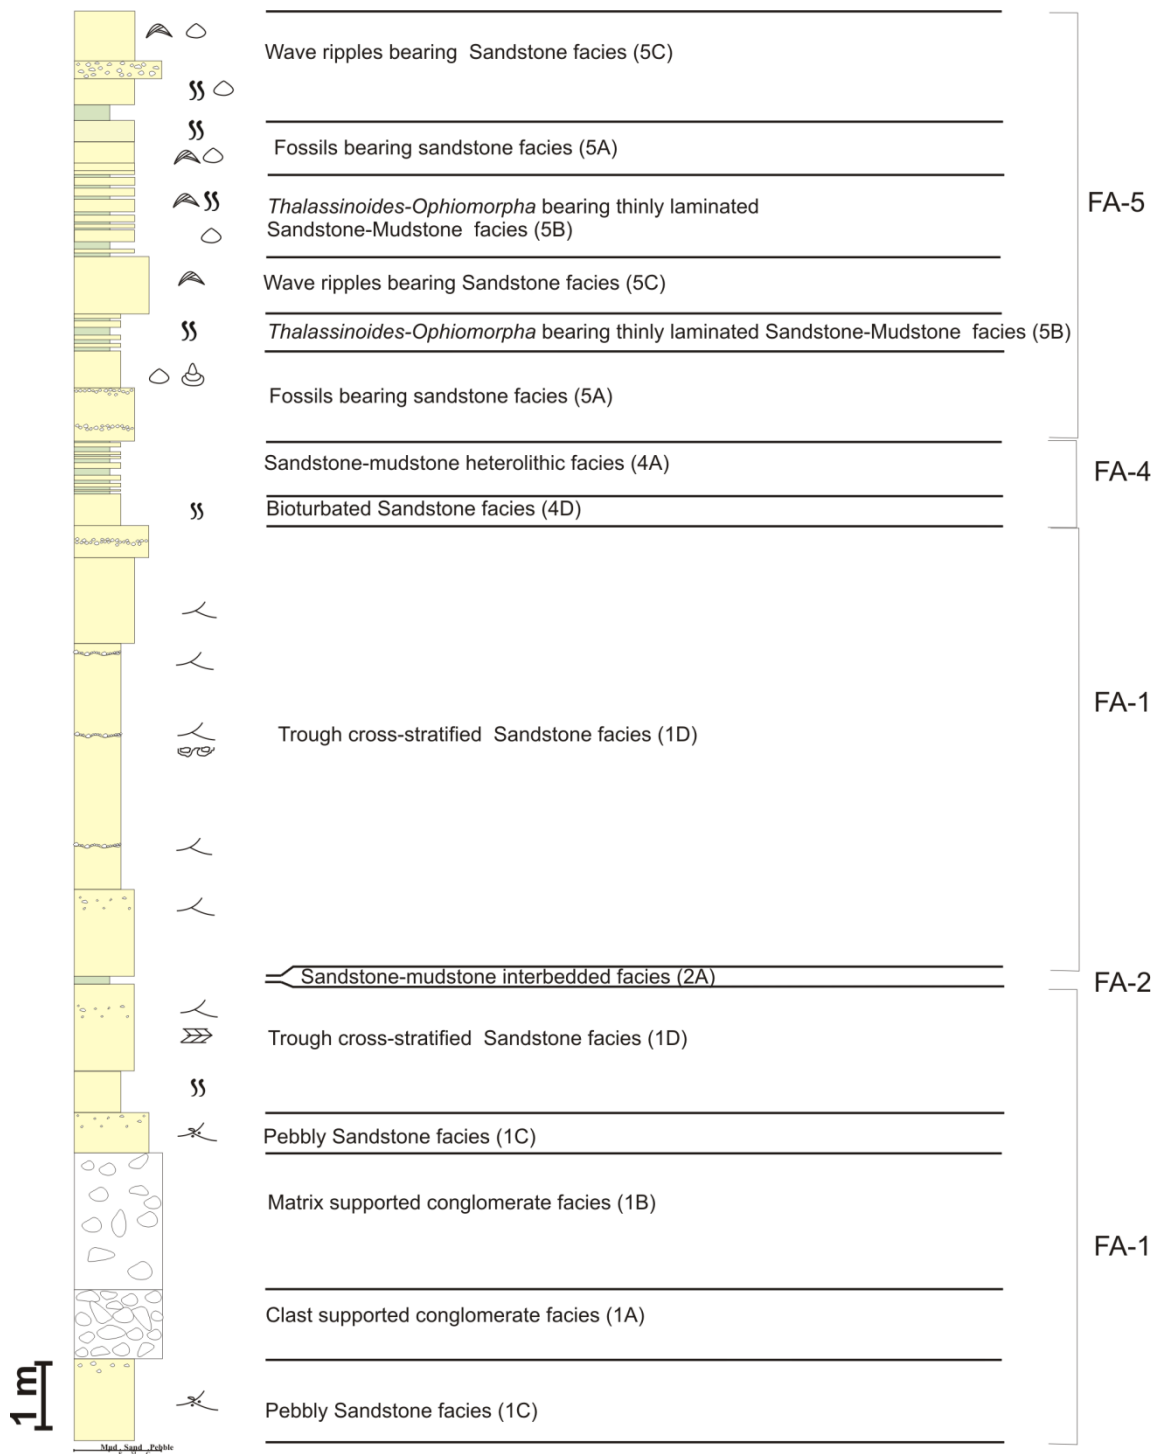 Wave ripples bearing Sandstone facies (5C)
Fossils bearing sandstone facies (5A)
FA-5
Thalassinoides-Ophiomorpha bearing thinly laminated
Sandstone-Mudstone facies (5B)
Wave ripples bearing Sandstone facies (5C)
Thalassinoides-Ophiomorpha bearing thinly laminated Sandstone-Mudstone facies (5B)
Fossils bearing sandstone facies (5A)
Sandstone-mudstone heterolithic facies (4A)
FA-4
Bioturbated Sandstone facies (4D)
FA-1
Trough cross-stratified Sandstone facies (1D)
Sandstone-mudstone interbedded facies (2A)
FA-2
Trough cross-stratified Sandstone facies (1D)
Pebbly Sandstone facies (1C)
Matrix supported conglomerate facies (1B)
FA-1
Clast supported conglomerate facies (1A)
1 m
Pebbly Sandstone facies (1C)
Mud Sand Pebble